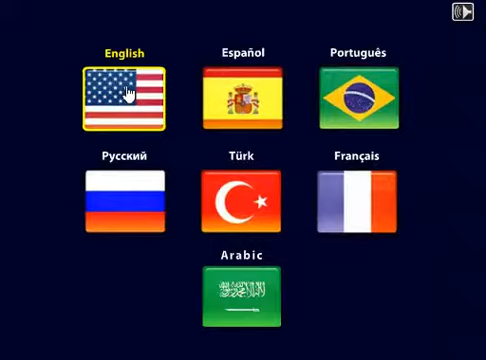 English
Español
Português
Русский
Türk
Français
Arabic